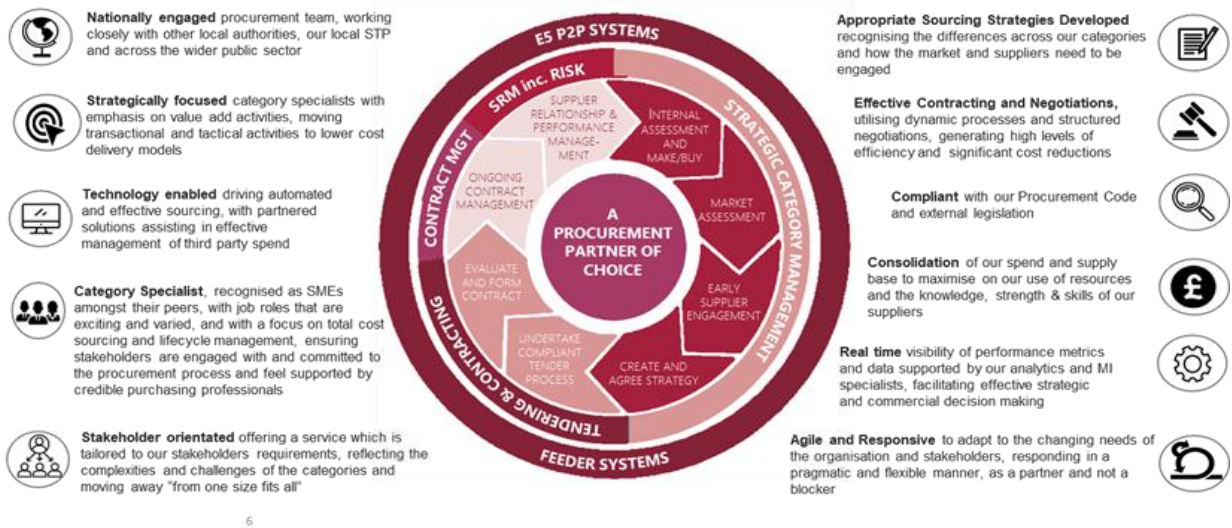 Nationally engaged procurement team, working
closely with other local authorities, our local STP
and across the wider public sector
Strategically focused category specialists with
emphasis on value add activities, moving
transactional and tactical activities to lower cost
delivery models
Technology enabled driving automated
and effective sourcing, with partnered
solutions assisting in effective
management of third party spend
Category Specialist, recognised as SMEs
amongst their peers, with job roles that are
exciting and varied, and with a focus on total cost
sourcing and lifecycle management, ensuring
stakeholders are engaged with and committed to
the procurement process and feel supported by
credible purchasing professionals
Stakeholder orientated offering a service which is
tailored to our stakeholders requirements, reflecting the
complexities and challenges of the categories and
moving away "from one size fits all"
6
E5 P2P SYSTEMS
SRM inc. RISK
STRATEGIC CATEGORY MANAGEMENT
CONTRACT MGT
TENDERING & CONTRACTING
FEEDER SYSTEMS
INTERNAL
ASSESSMENT
AND
MAKE/BUY
MARKET
ASSESSMENT
EARLY
SUPPLIER
ENGAGEMENT
CREATE AND
AGREE STRATEGY
UNDERTAKE
COMPLIANT
TENDER
PROCESS
EVALUATE
AND FORM
CONTRACT
ONGOING
CONTRACT
MANAGEMENT
SUPPLIER
RELATIONSHIP &
PERFORMANCE
MANAGE-
MENT
A
PROCUREMENT
PARTNER OF
CHOICE
Appropriate Sourcing Strategies Developed
recognising the differences across our categories
and how the market and suppliers need to be
engaged
Effective Contracting and Negotiations,
utilising dynamic processes and structured
negotiations, generating high levels of
efficiency and significant cost reductions
Compliant with our Procurement Code
and external legislation
Consolidation of our spend and supply
base to maximise on our use of resources
and the knowledge, strength & skills of our
suppliers
£
Real time visibility of performance metrics
and data supported by our analytics and MI
specialists, facilitating effective strategic
and commercial decision making
Agile and Responsive to adapt to the changing needs of
the organisation and stakeholders, responding in a
pragmatic and flexible manner, as a partner and not a
blocker